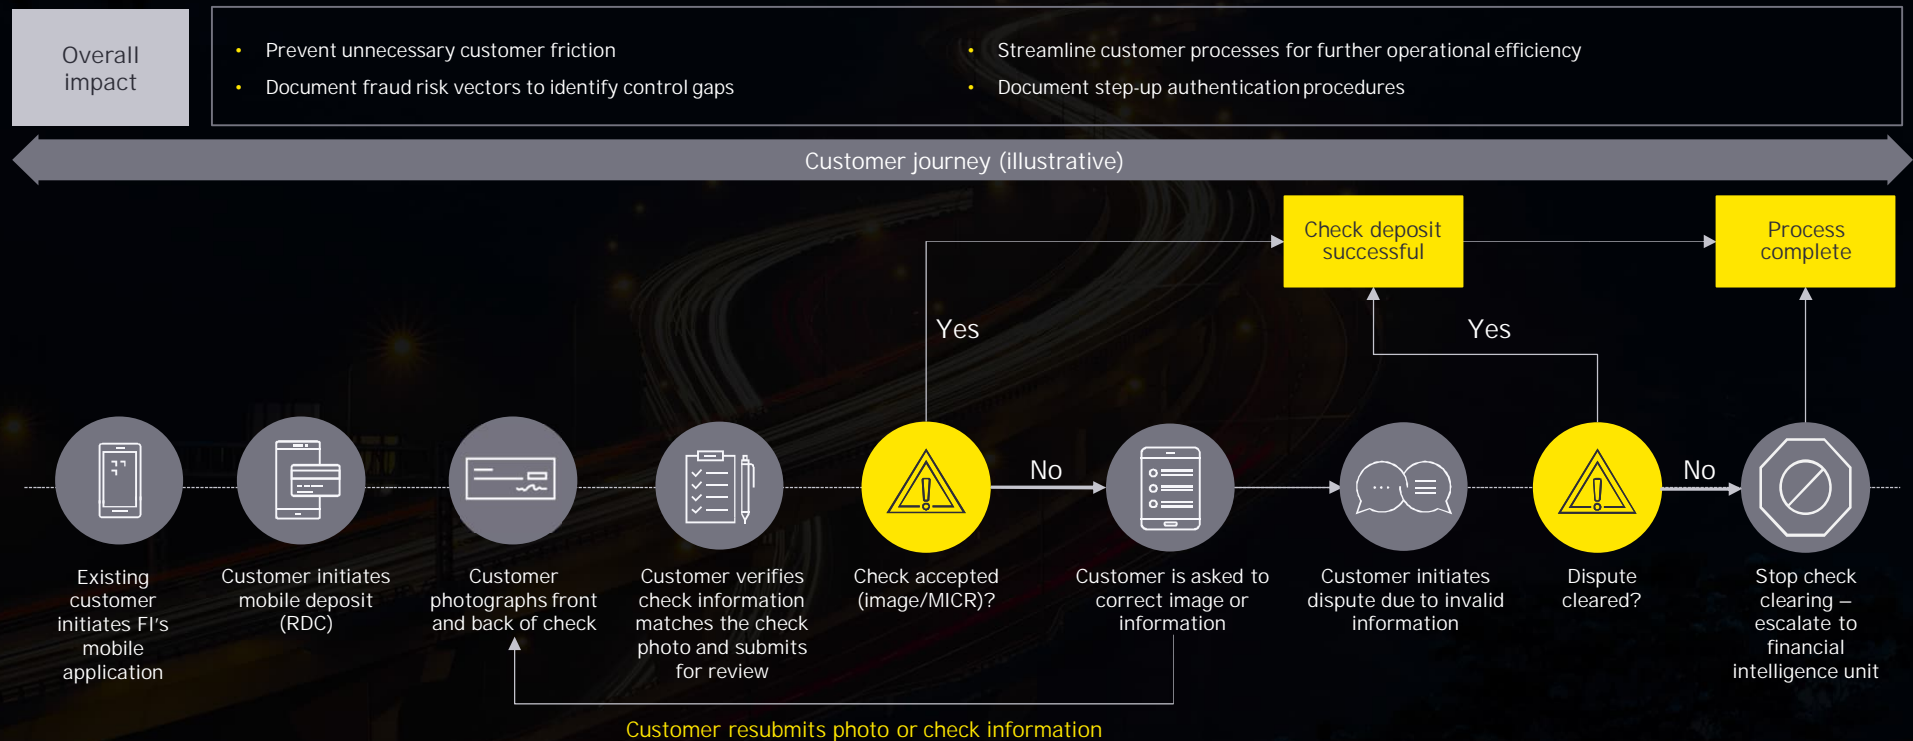 Overall
impact
• Prevent unnecessary customer friction
• Document fraud risk vectors to identify control gaps
• Streamline customer processes for further operational efficiency
• Document step-up authentication procedures
Customer journey (illustrative)
Check deposit
successful
Process
complete
Yes
Yes
No
No
Existing
customer
initiates FI's
mobile
application
Customer initiates
mobile deposit
(RDC)
Customer
photographs front
and back of check
Customer verifies
check information
matches the check
photo and submits
for review
Check accepted
(image/MICR)?
Customer is asked to
correct image or
information
Customer initiates
dispute due to invalid
information
Dispute
cleared?
Stop check
clearing –
escalate to
financial
intelligence unit
Customer resubmits photo or check information